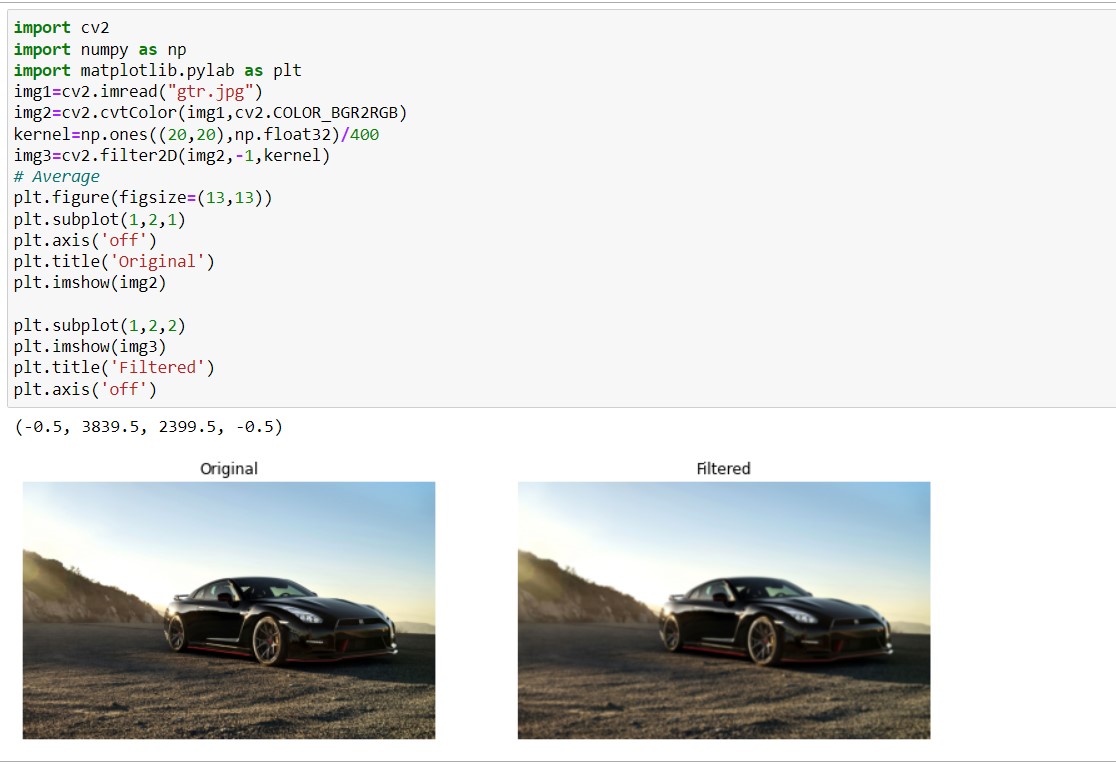 import cv2
import numpy as np
import matplotlib.pylab as plt
img1=cv2.imread("gtr.jpg")
img2=cv2.cvtColor(img1,cv2.COLOR_BGR2RGB)
kernel=np.ones((20,20),np.float32)/400
img3=cv2.filter2D(img2,-1,kernel)
# Average
plt.figure(figsize=(13,13))
plt.subplot(1,2,1)
plt.axis('off')
plt.title('Original')
plt.imshow(img2)
plt.subplot(1,2,2)
plt.imshow(img3)
plt.title('Filtered')
plt.axis('off')
(-0.5, 3839.5, 2399.5, -0.5)
Original
Filtered